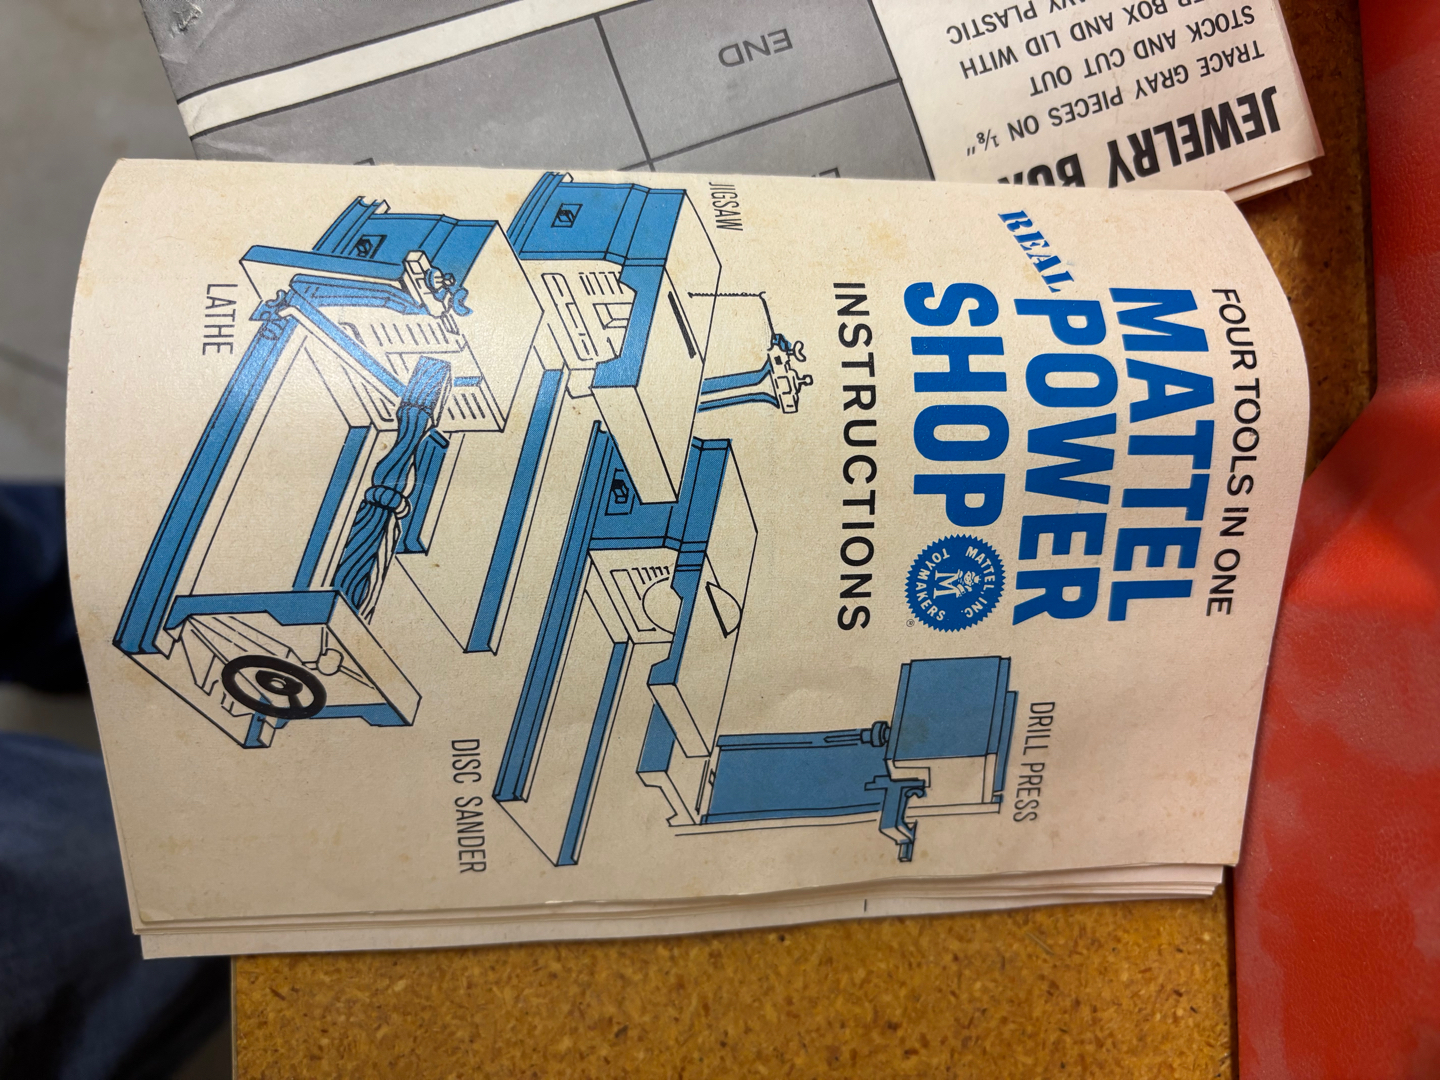 FOUR TOOLS IN ONE
MATTEL
REAL
POWER
SHOP
MATTEL, INC.
M
TOYMAKERS
®
INSTRUCTIONS
DRILL PRESS
JIGSAW
DISC SANDER
LATHE
JEWELRY BOX
TRACE GRAY PIECES ON ⅛"
STOCK AND CUT OUT
BOX AND LID WITH
PLASTIC
END